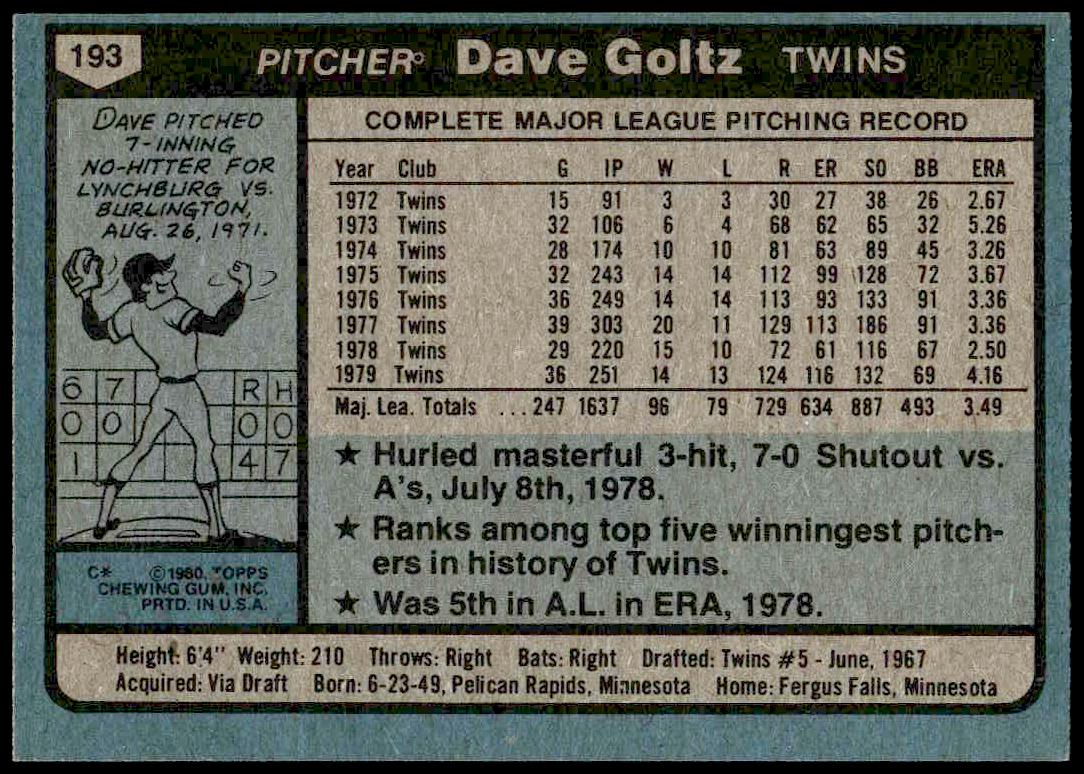 193 PITCHER Dave Goltz TWINS
DAVE PITCHED
7-INNING
NO-HITTER FOR
LYNCHBURG VS.
BURLINGTON,
AUG. 26, 1971.
6 7 R H
0 0 0 0
1 4 7
C* ©1980. TOPPS
CHEWING GUM, INC.
PRTD. IN U.S.A.
COMPLETE MAJOR LEAGUE PITCHING RECORD
Year Club G IP W L R ER SO BB ERA
1972 Twins 15 91 3 3 30 27 38 26 2.67
1973 Twins 32 106 6 4 68 62 65 32 5.26
1974 Twins 28 174 10 10 81 63 89 45 3.26
1975 Twins 32 243 14 14 112 99 128 72 3.67
1976 Twins 36 249 14 14 113 93 133 91 3.36
1977 Twins 39 303 20 11 129 113 186 91 3.36
1978 Twins 29 220 15 10 72 61 116 67 2.50
1979 Twins 36 251 14 13 124 116 132 69 4.16
Maj. Lea. Totals ...247 1637 96 79 729 634 887 493 3.49
★ Hurled masterful 3-hit, 7-0 Shutout vs.
A's, July 8th, 1978.
★ Ranks among top five winningest pitch-
ers in history of Twins.
★ Was 5th in A.L. in ERA, 1978.
Height: 6'4" Weight: 210 Throws: Right Bats: Right Drafted: Twins #5 - June, 1967
Acquired: Via Draft Born: 6-23-49, Pelican Rapids, Minnesota Home: Fergus Falls, Minnesota